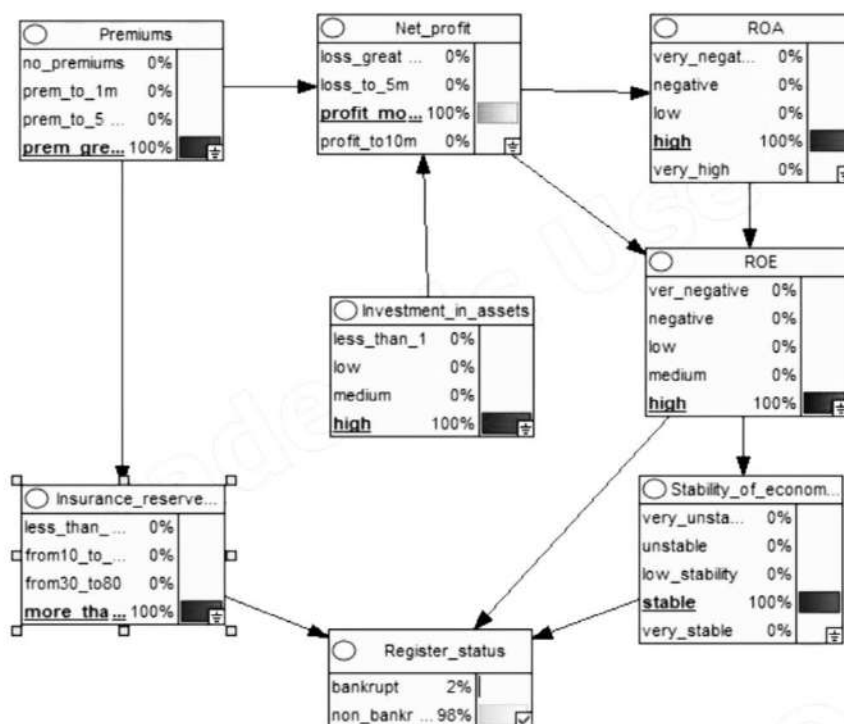 Premiums
no_premiums 0%
prem_to_1m 0%
prem_to_5 ... 0%
prem_gre... 100%
Net_profit
loss_great ... 0%
loss_to_5m 0%
profit_mo... 100%
profit_to10m 0%
ROA
very_negat... 0%
negative 0%
low 0%
high 100%
very_high 0%
Investment_in_assets
less_than_1 0%
low 0%
medium 0%
high 100%
ROE
ver_negative 0%
negative 0%
low 0%
medium 0%
high 100%
Insurance_reserve...
less_than_ ... 0%
from10_to_... 0%
from30_to80 0%
more_tha ... 100%
Stability_of_econom...
very_unsta... 0%
unstable 0%
low_stability 0%
stable 100%
very_stable 0%
Register_status
bankrupt 2%
non_bankr ... 98%